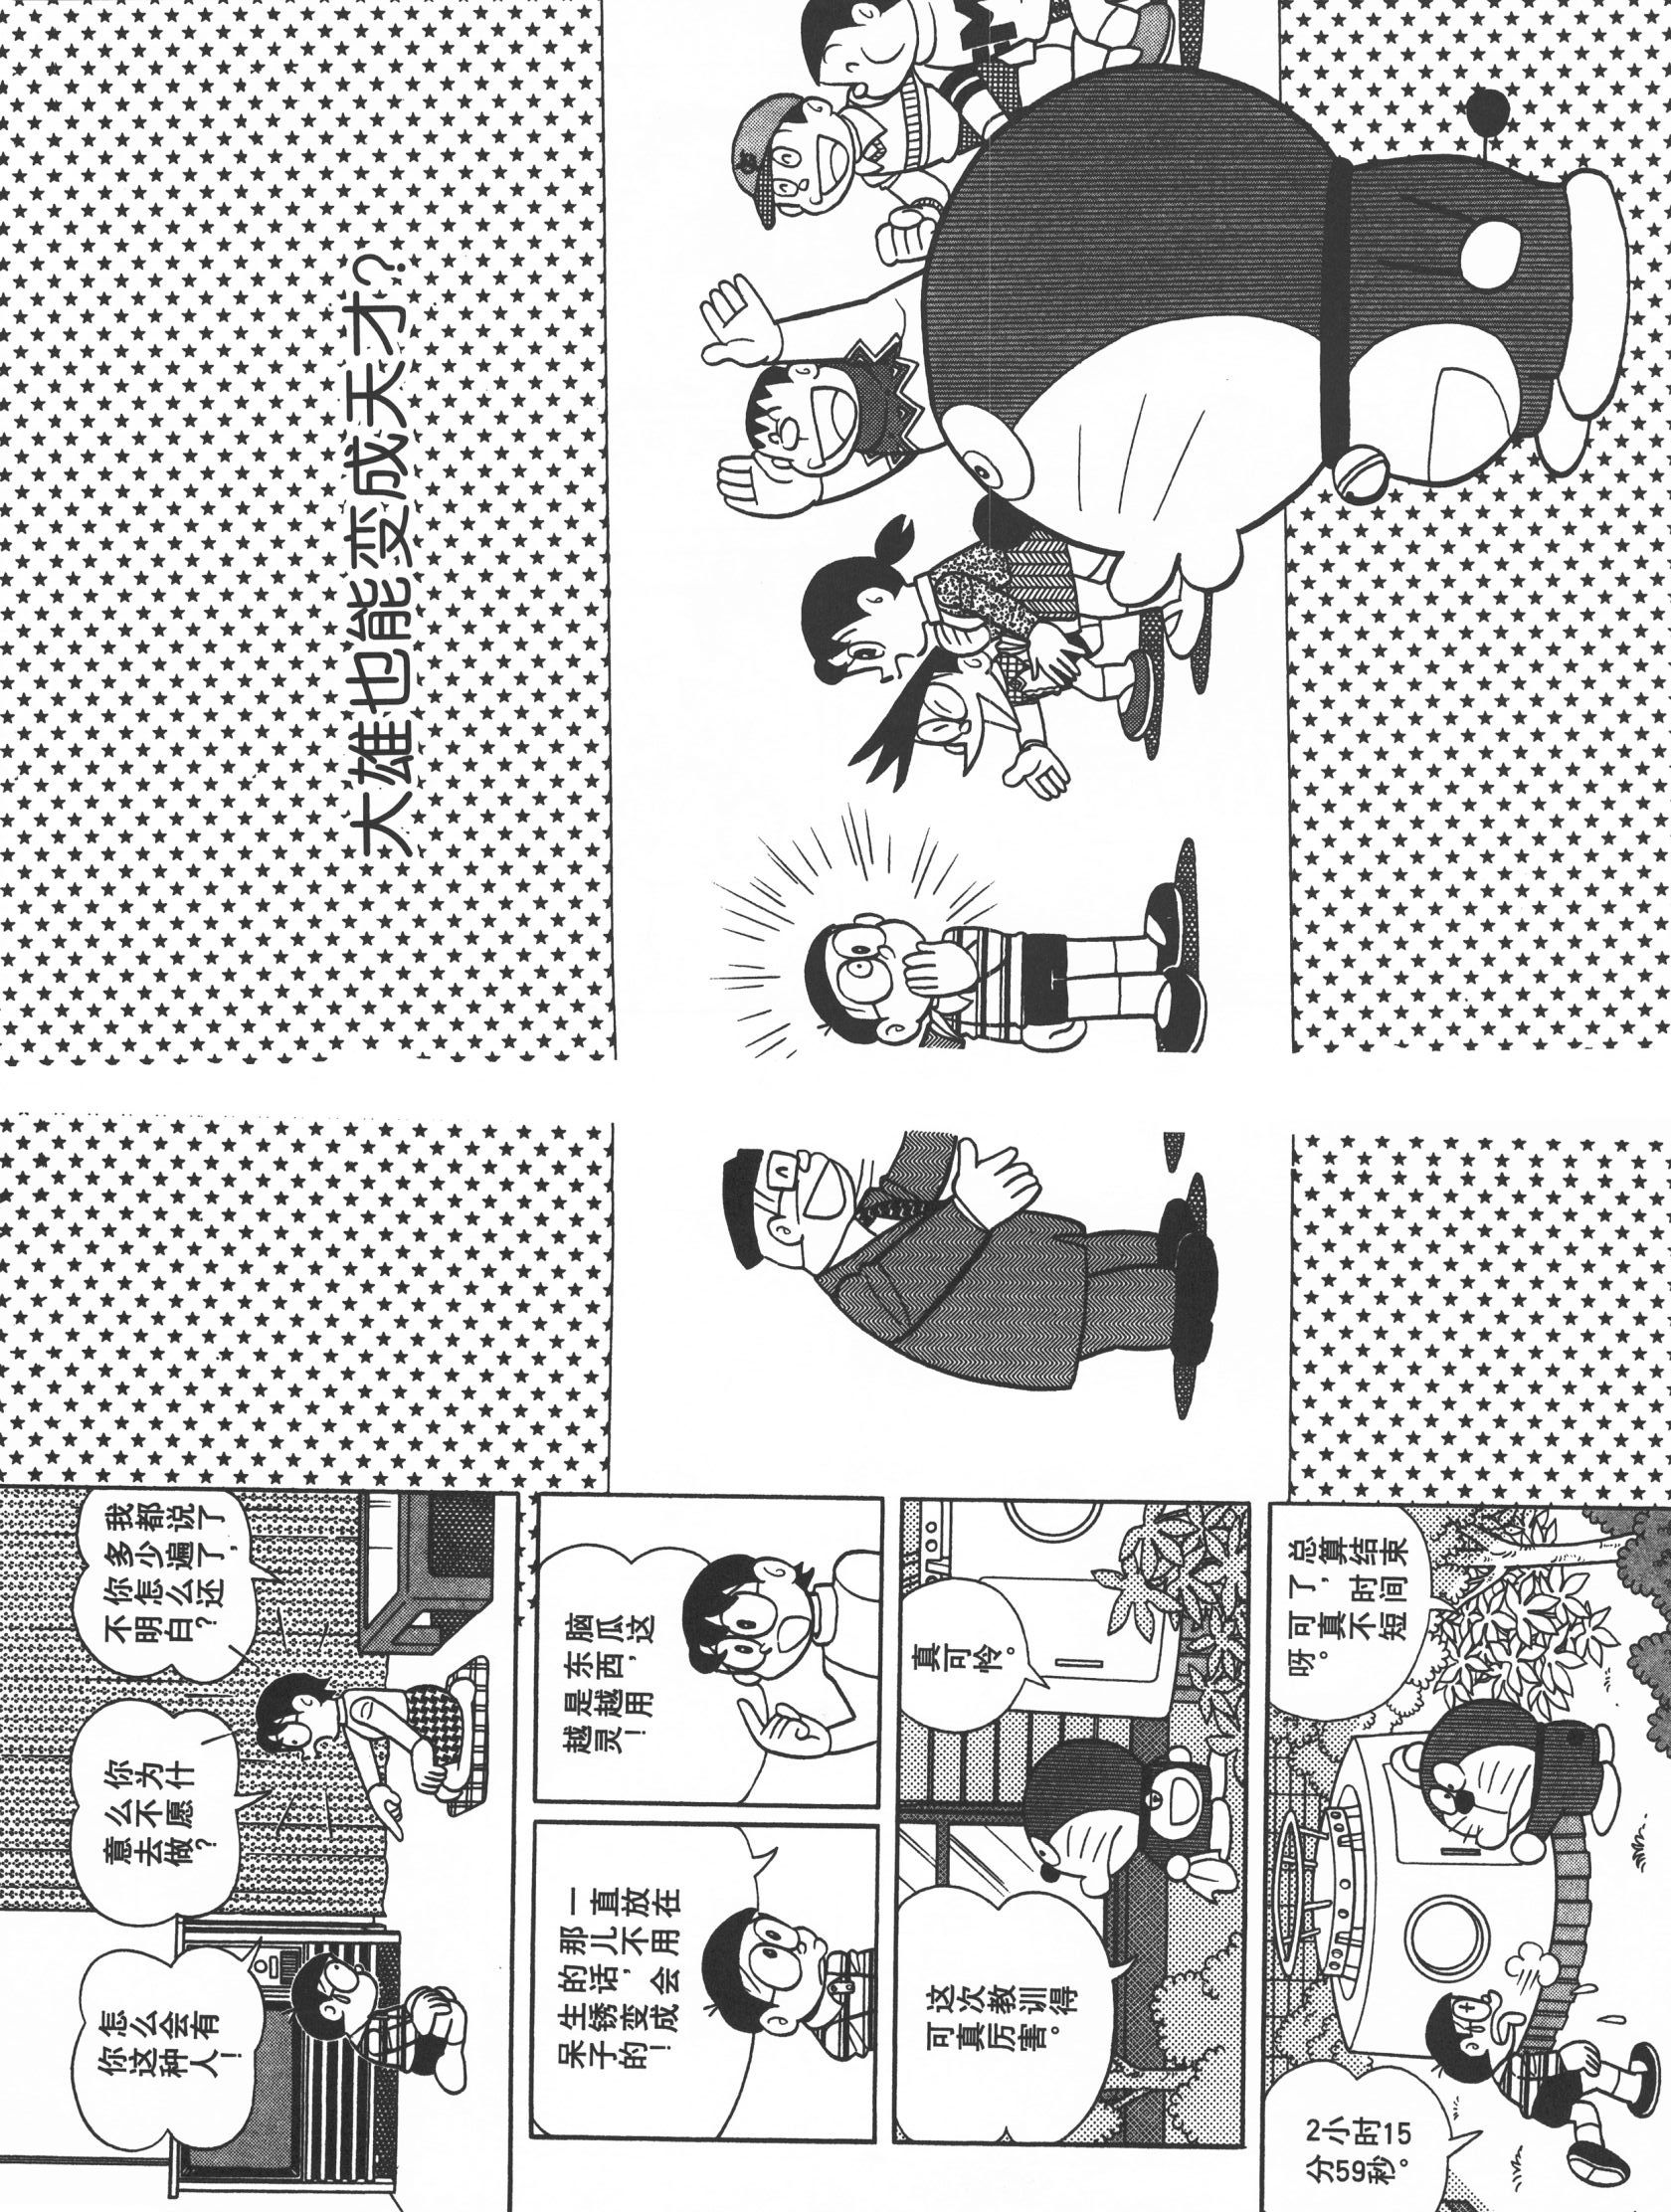 大雄也能变成天才?
我都说了
多少遍了,
你怎么还
不明白?
你为什
么不愿
意去做?
怎么会有
你这种人!
脑瓜这
东西,
是越用
越灵!
一直放在
那儿不用
的话,会
生锈变成
呆子的!
真可怜。
这次教训得
可真厉害。
总算结束
了,时间
可真不短
呀。
2小时15
分59秒。